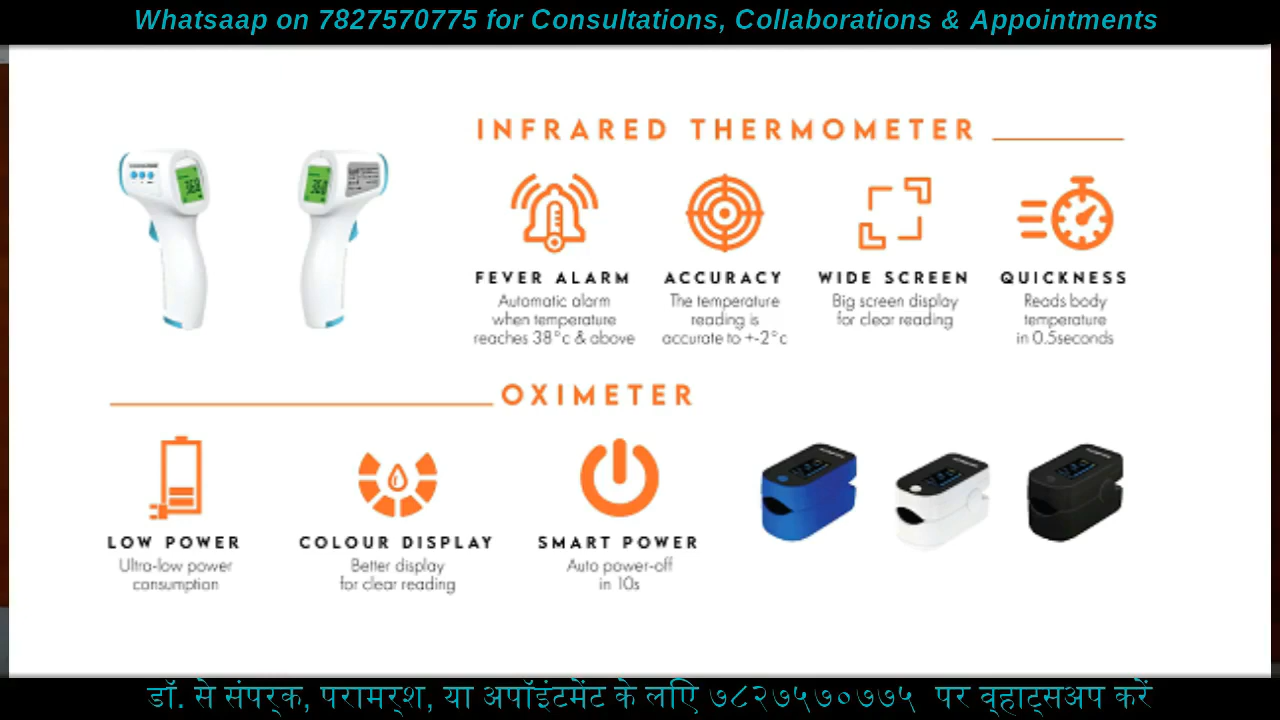 Whatsaap on 7827570775 for Consultations, Collaborations & Appointments
INFRARED THERMOMETER
FEVER ALARM
Automatic alarm
when temperature
reaches 38°c & above
ACCURACY
The temperature
reading is
accurate to +-2°c
WIDE SCREEN
Big screen display
for clear reading
QUICKNESS
Reads body
temperature
in 0.5seconds
OXIMETER
LOW POWER
Ultra-low power
consumption
COLOUR DISPLAY
Better display
for clear reading
SMART POWER
Auto power-off
in 10s
डॉ. से संपर्क, परामर्श, या अपॉइंटमेंट के लिए ७८२७५७०७७५ पर व्हाट्सअप करें